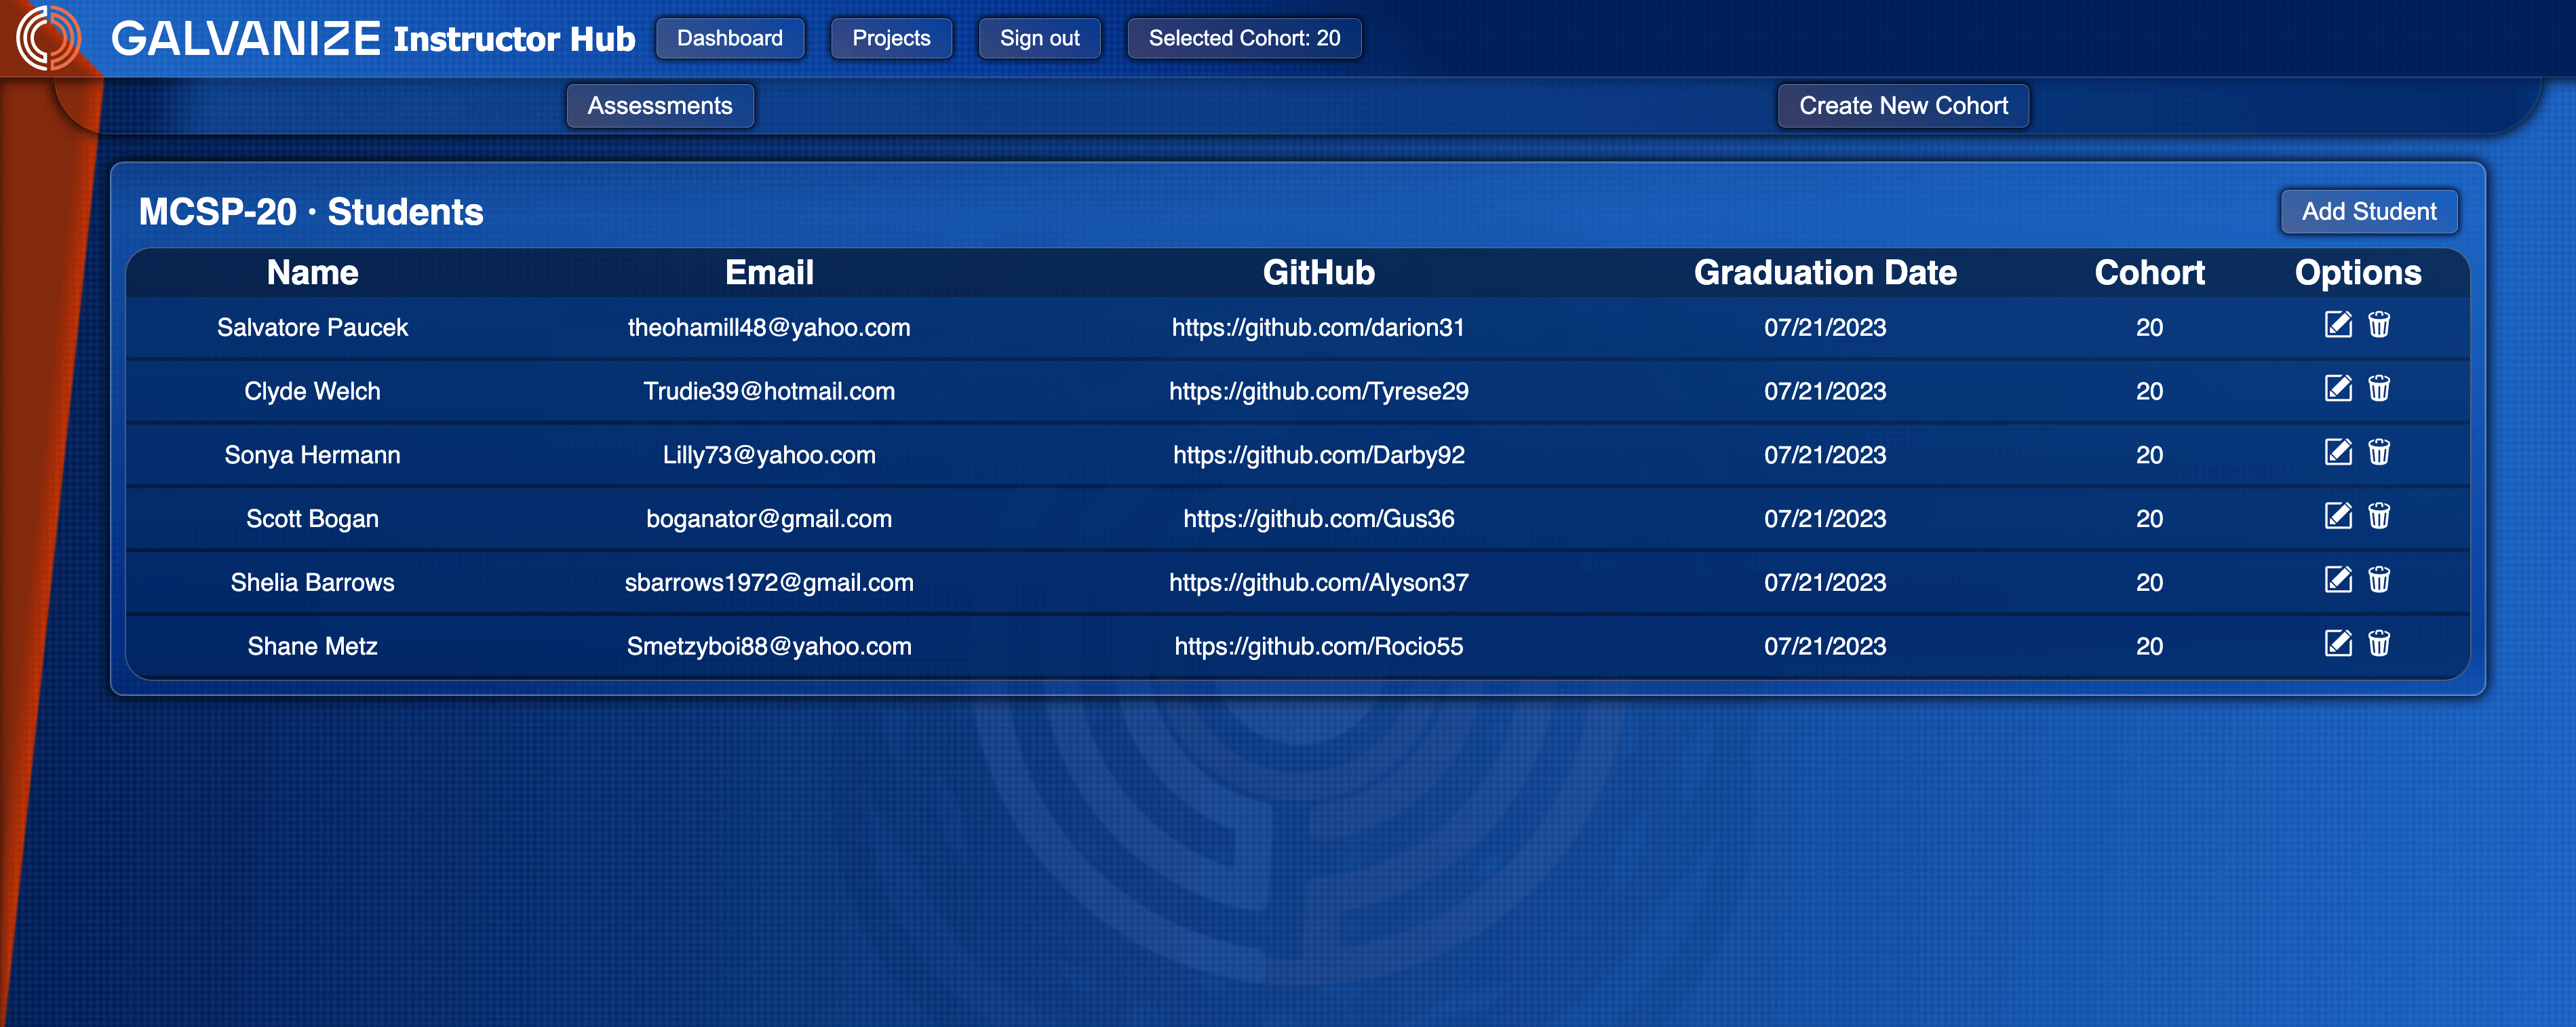 GALVANIZE Instructor Hub Dashboard Projects Sign out Selected Cohort: 20
Assessments Create New Cohort
MCSP-20 · Students Add Student
Name Email GitHub Graduation Date Cohort Options
Salvatore Paucek theohamill48@yahoo.com https://github.com/darion31 07/21/2023 20
Clyde Welch Trudie39@hotmail.com https://github.com/Tyrese29 07/21/2023 20
Sonya Hermann Lilly73@yahoo.com https://github.com/Darby92 07/21/2023 20
Scott Bogan boganator@gmail.com https://github.com/Gus36 07/21/2023 20
Shelia Barrows sbarrows1972@gmail.com https://github.com/Alyson37 07/21/2023 20
Shane Metz Smetzyboi88@yahoo.com https://github.com/Rocio55 07/21/2023 20